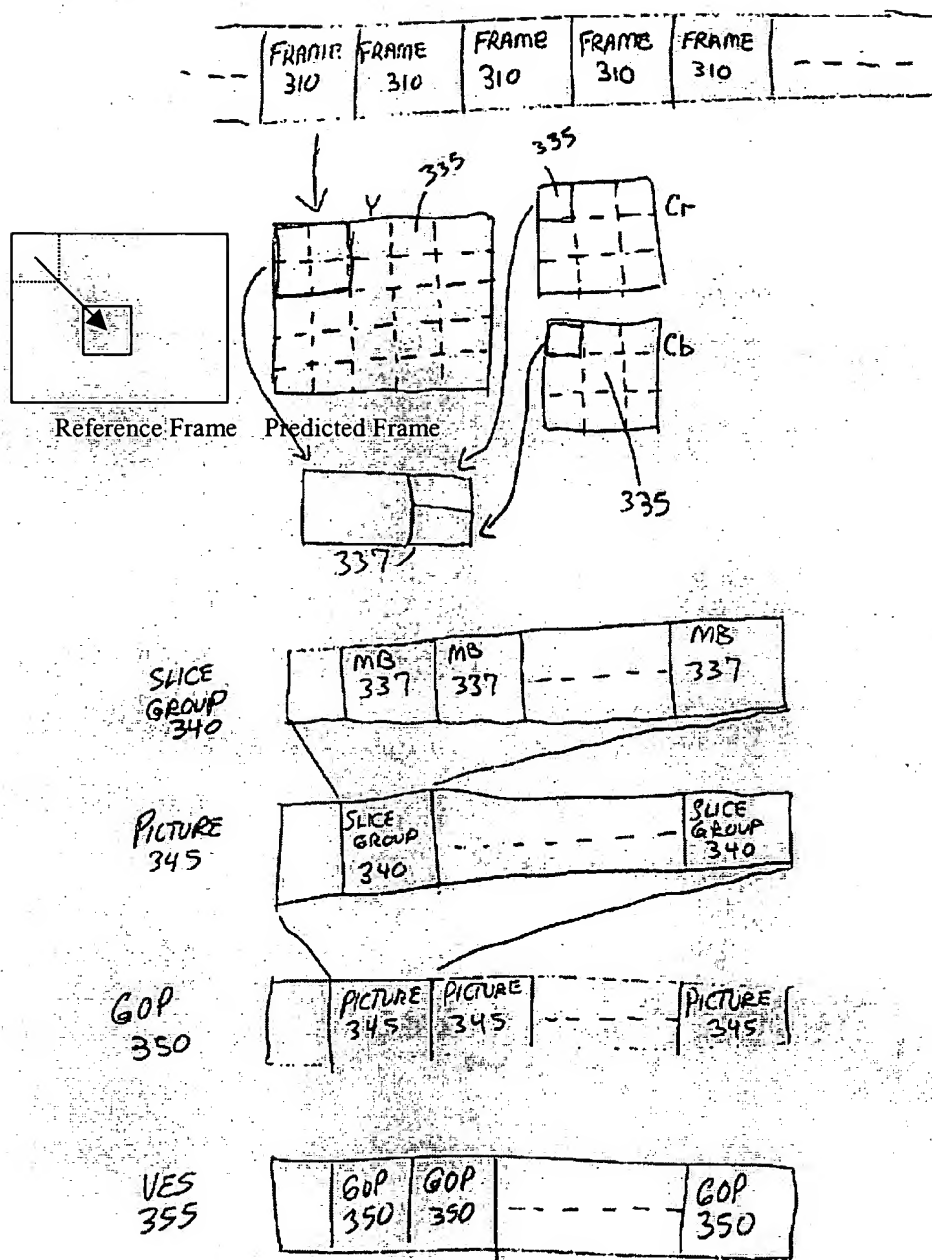 FRAME FRAME FRAME FRAME FRAME
310 310 310 310 310
335
335
Y
Cr
Cb
Reference Frame Predicted Frame
335
337
SLICE
GROUP
340
MB MB MB
337 337 337
PICTURE
345
SLICE
GROUP
340
SLICE
GROUP
340
GOP
350
PICTURE PICTURE PICTURE
345 345 345
VES
355
GOP GOP GOP
350 350 350